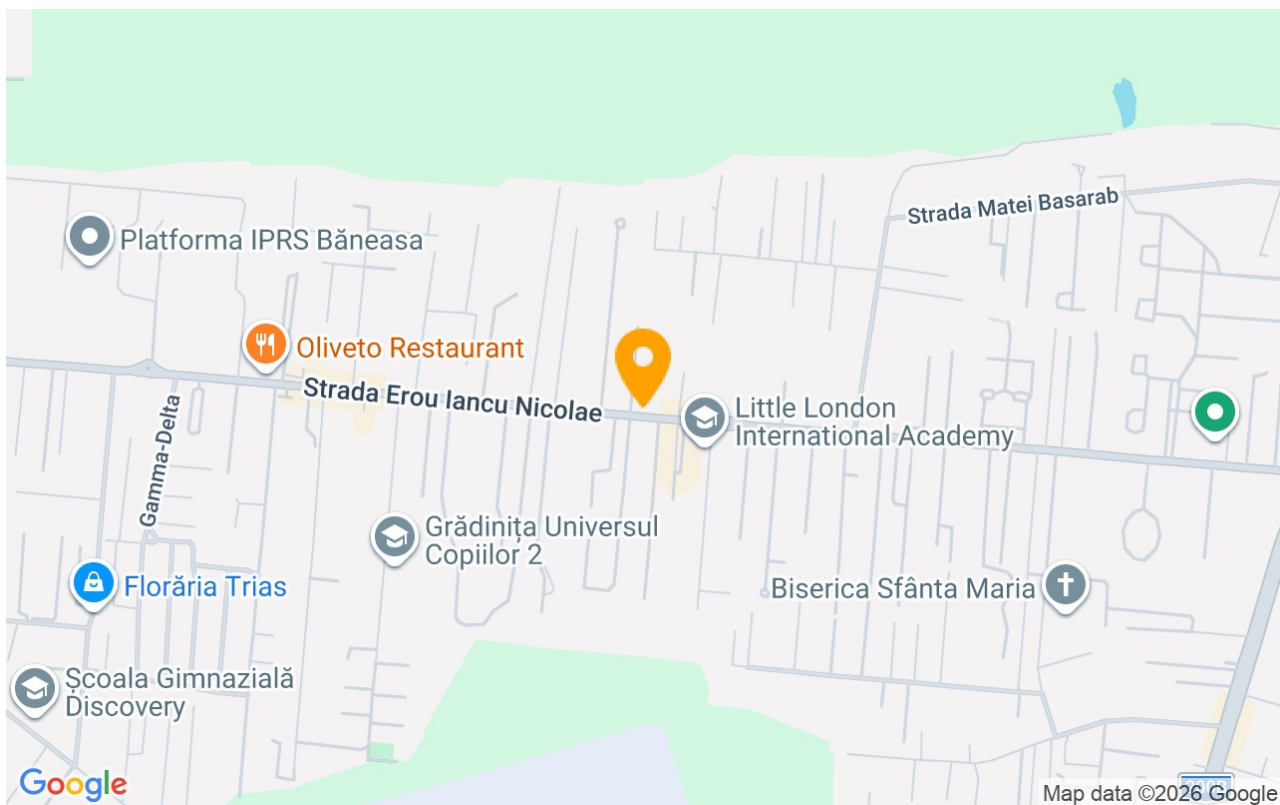 Strada Matei Basarab
Platforma IPRS Băneasa
Oliveto Restaurant
Strada Erou Iancu Nicolae
Little London
International Academy
Gamma-Delta
Grădinița Universul
Copiilor 2
Florăria Trias
Biserica Sfânta Maria
Școala Gimnazială
Discovery
Google
Map data ©2026 Google